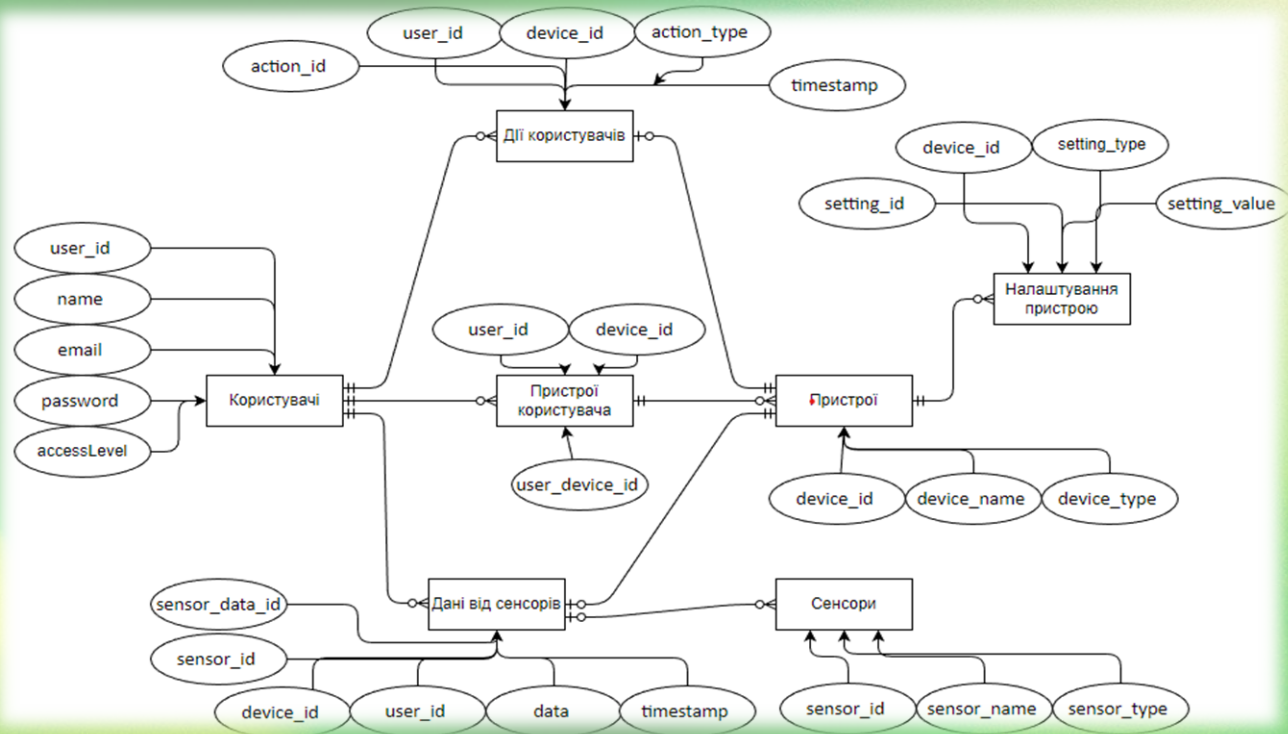 user_id
device_id
action_type
action_id
timestamp
Дії користувачів
device_id
setting_type
setting_id
setting_value
Налаштування
пристрою
user_id
name
email
password
accessLevel
Користувачі
user_id
device_id
Пристрої
користувача
user_device_id
Пристрої
device_id
device_name
device_type
sensor_data_id
sensor_id
Дані від сенсорів
device_id
user_id
data
timestamp
Сенсори
sensor_id
sensor_name
sensor_type